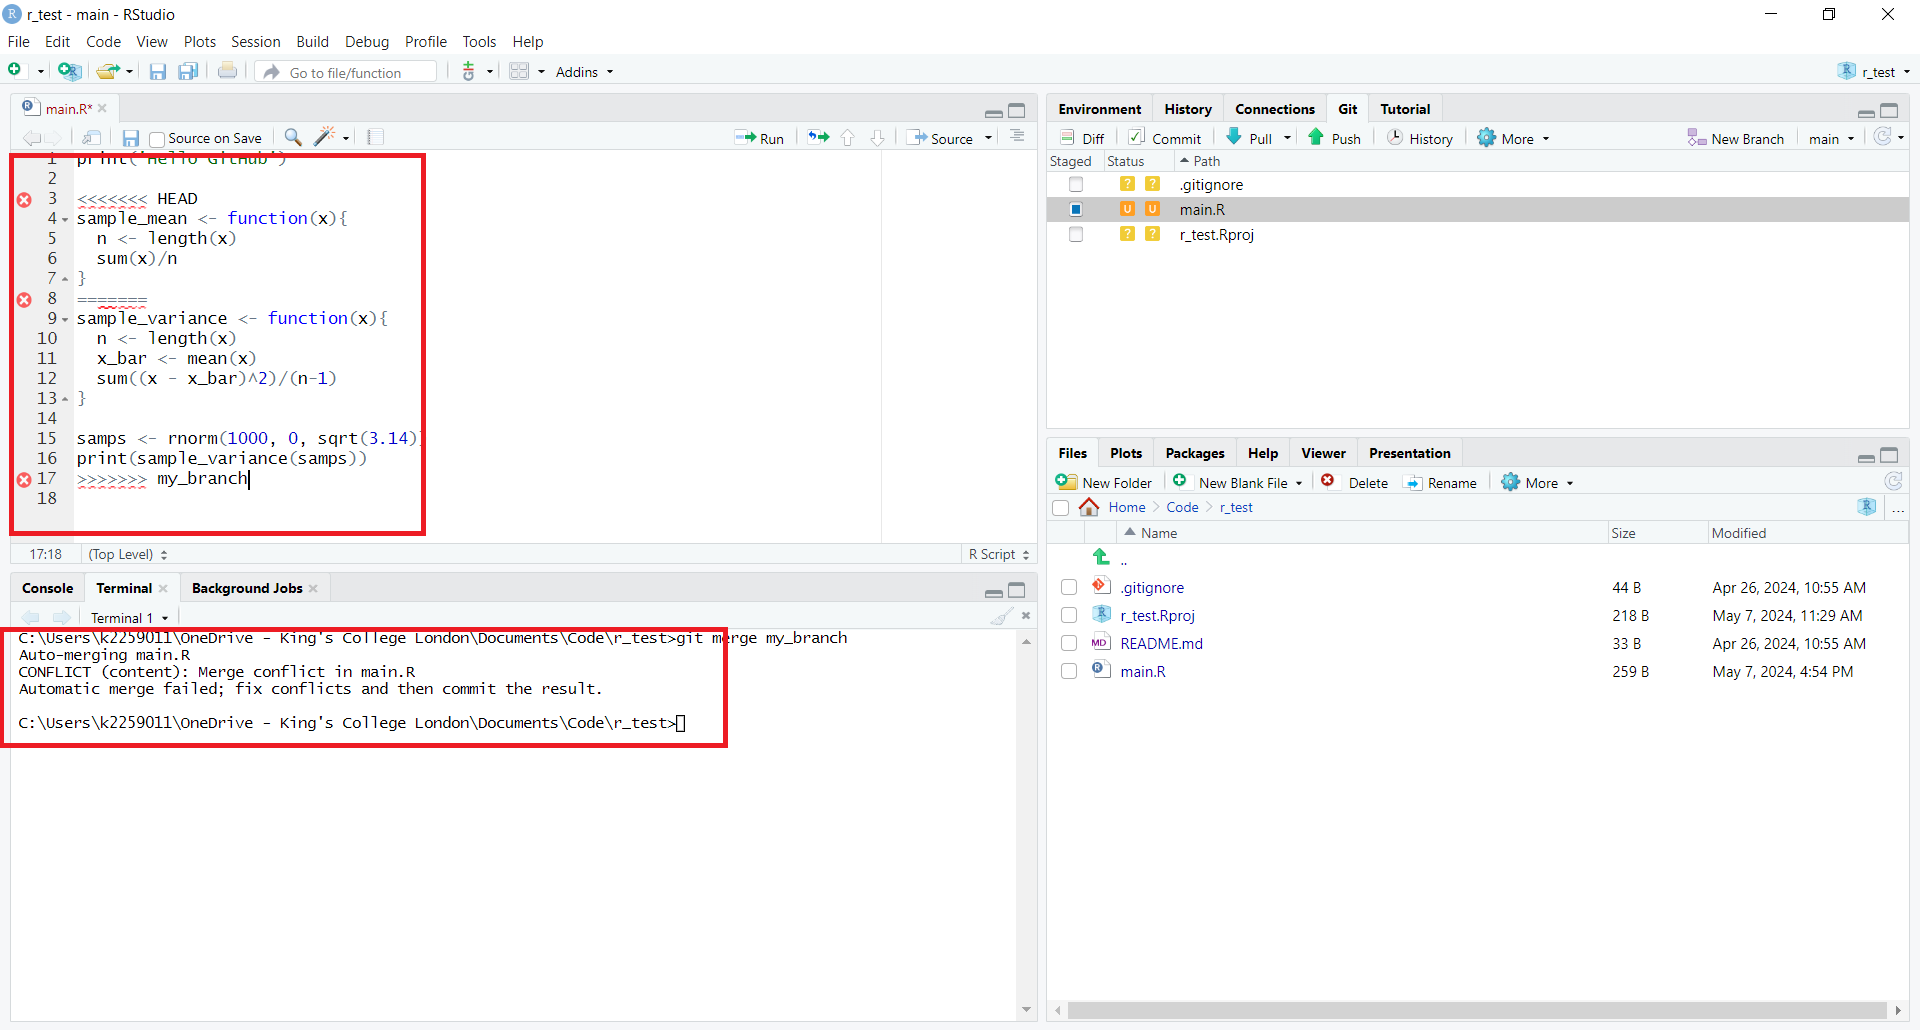 r_test - main - RStudio
File Edit Code View Plots Session Build Debug Profile Tools Help
Go to file/function Addins r_test
main.R*
Source on Save Run Source
1 print('Hello GitHub')
2
3 <<<<<<< HEAD
4 sample_mean <- function(x){
5 n <- length(x)
6 sum(x)/n
7 }
8 =======
9 sample_variance <- function(x){
10 n <- length(x)
11 x_bar <- mean(x)
12 sum((x - x_bar)^2)/(n-1)
13 }
14
15 samps <- rnorm(1000, 0, sqrt(3.14)
16 print(sample_variance(samps))
17 >>>>>>> my_branch
18
17:18 (Top Level) R Script
Console Terminal Background Jobs
Terminal 1
C:\Users\k2259011\OneDrive - King's College London\Documents\Code\r_test>git merge my_branch
Auto-merging main.R
CONFLICT (content): Merge conflict in main.R
Automatic merge failed; fix conflicts and then commit the result.
C:\Users\k2259011\OneDrive - King's College London\Documents\Code\r_test>
Environment History Connections Git Tutorial
Diff Commit Pull Push History More New Branch main
Staged Status Path
? ? .gitignore
U U main.R
? ? r_test.Rproj
Files Plots Packages Help Viewer Presentation
New Folder New Blank File Delete Rename More
Home Code r_test ...
Name Size Modified
..
.gitignore 44 B Apr 26, 2024, 10:55 AM
r_test.Rproj 218 B May 7, 2024, 11:29 AM
README.md 33 B Apr 26, 2024, 10:55 AM
main.R 259 B May 7, 2024, 4:54 PM